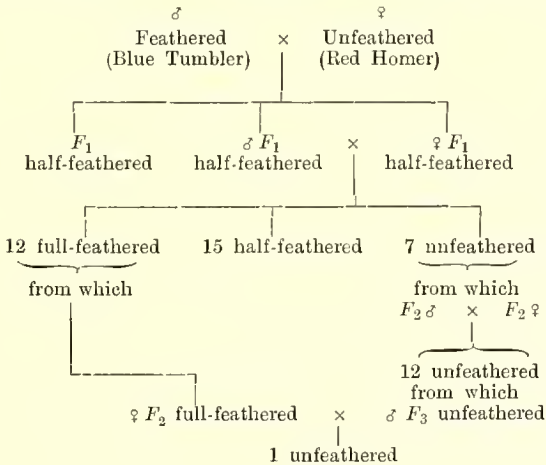 ♂ ♀
Feathered × Unfeathered
(Blue Tumbler) (Red Homer)
F₁ ♂ F₁ × ♀ F₁
half-feathered half-feathered half-feathered
12 full-feathered 15 half-feathered 7 unfeathered
from which from which
F₂ ♂ × F₂ ♀
12 unfeathered
from which
♀ F₂ full-feathered × ♂ F₃ unfeathered
1 unfeathered